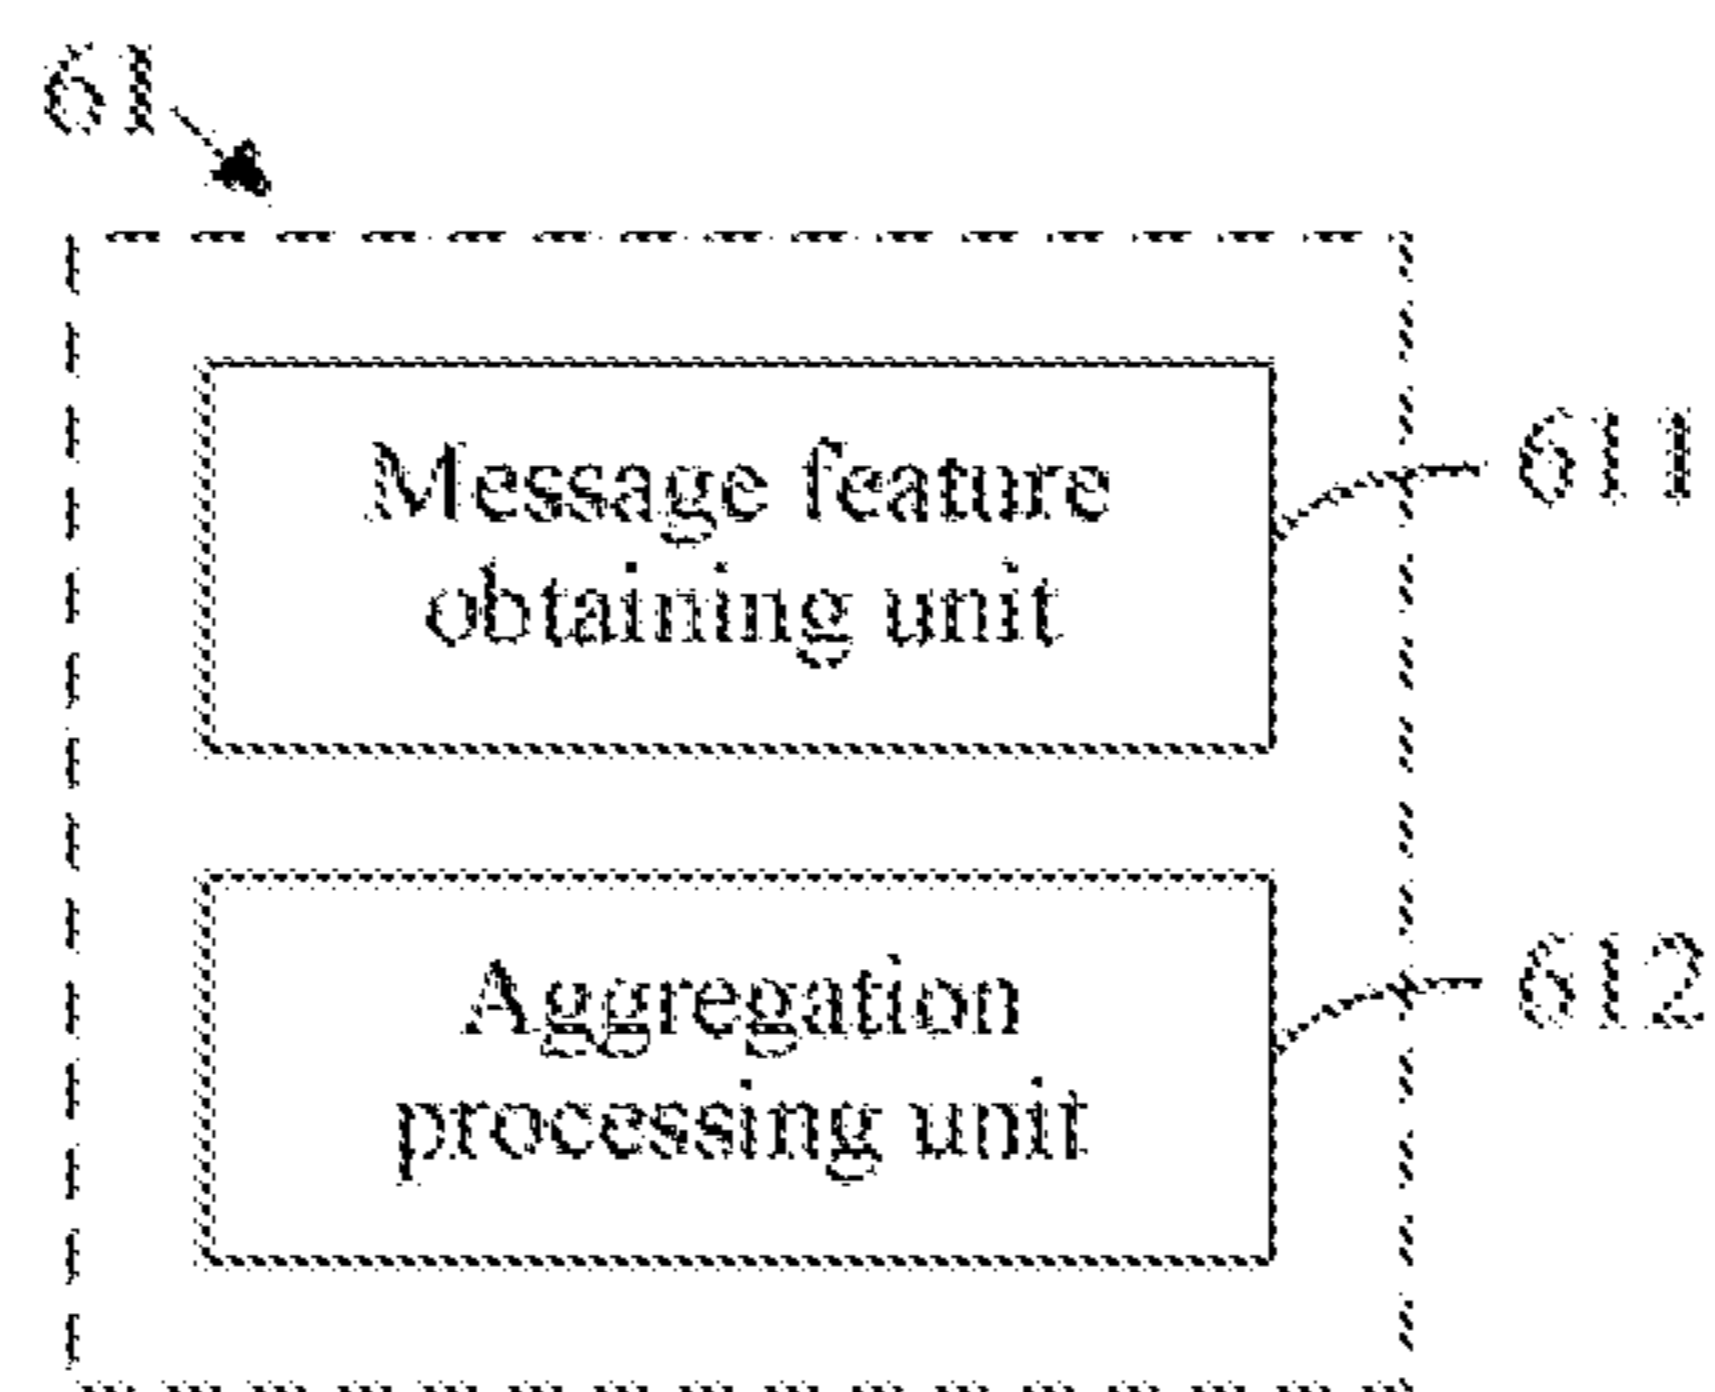 61
Message feature
obtaining unit
611
Aggregation
processing unit
612